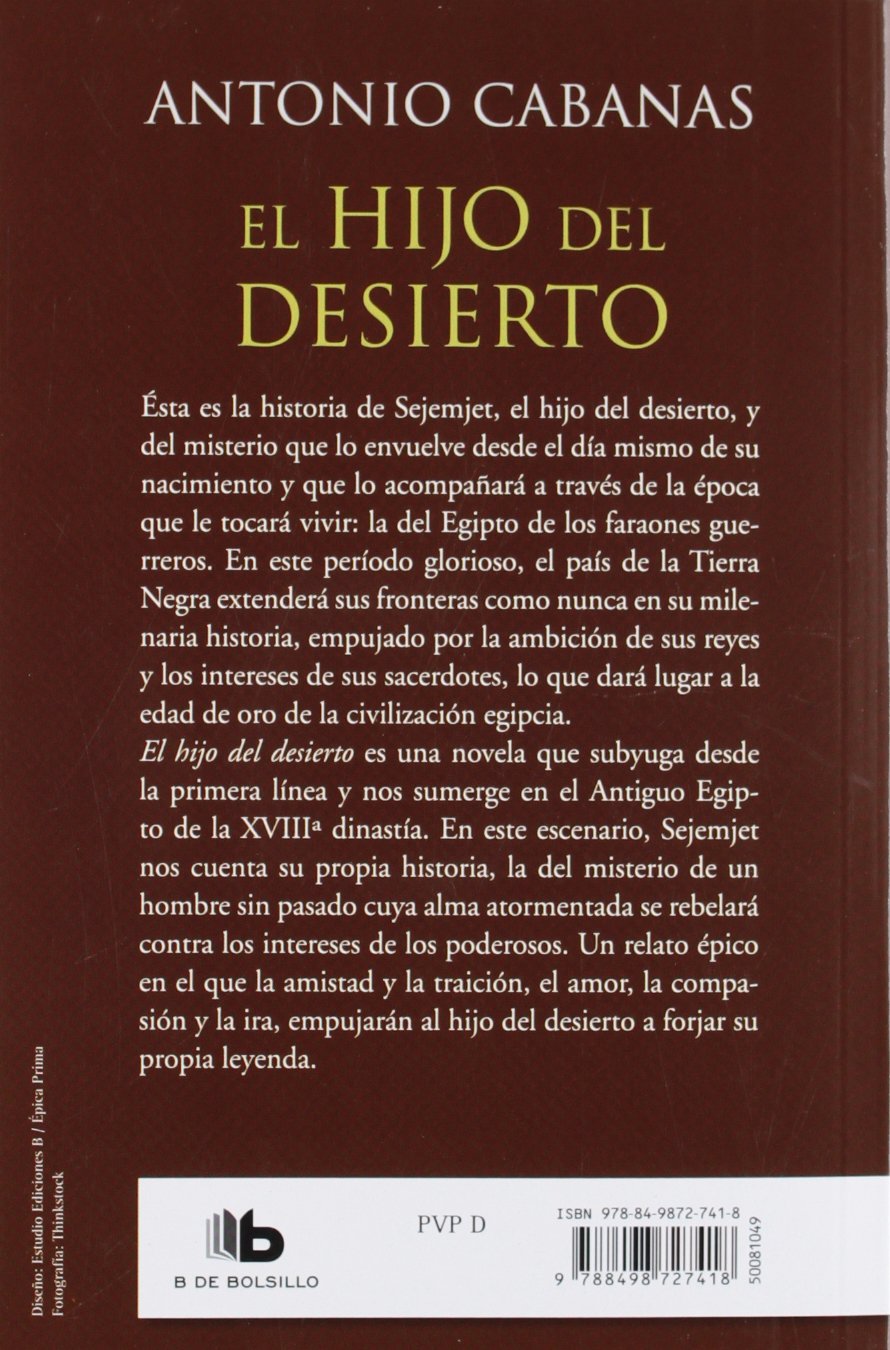 ANTONIO CABANAS
EL HIJO DEL
DESIERTO
Ésta es la historia de Sejemjet, el hijo del desierto, y
del misterio que lo envuelve desde el día mismo de su
nacimiento y que lo acompañará a través de la época
que le tocará vivir: la del Egipto de los faraones gue-
rreros. En este período glorioso, el país de la Tierra
Negra extenderá sus fronteras como nunca en su mile-
naria historia, empujado por la ambición de sus reyes
y los intereses de sus sacerdotes, lo que dará lugar a la
edad de oro de la civilización egipcia.
El hijo del desierto es una novela que subyuga desde
la primera línea y nos sumerge en el Antiguo Egip-
to de la XVIIIª dinastía. En este escenario, Sejemjet
nos cuenta su propia historia, la del misterio de un
hombre sin pasado cuya alma atormentada se rebelará
contra los intereses de los poderosos. Un relato épico
en el que la amistad y la traición, el amor, la compa-
sión y la ira, empujarán al hijo del desierto a forjar su
propia leyenda.
Diseño: Estudio Ediciones B / Épica Prima
Fotografía: Thinkstock
b
B DE BOLSILLO
PVP D
ISBN 978-84-9872-741-8
9 788498 727418
50081049